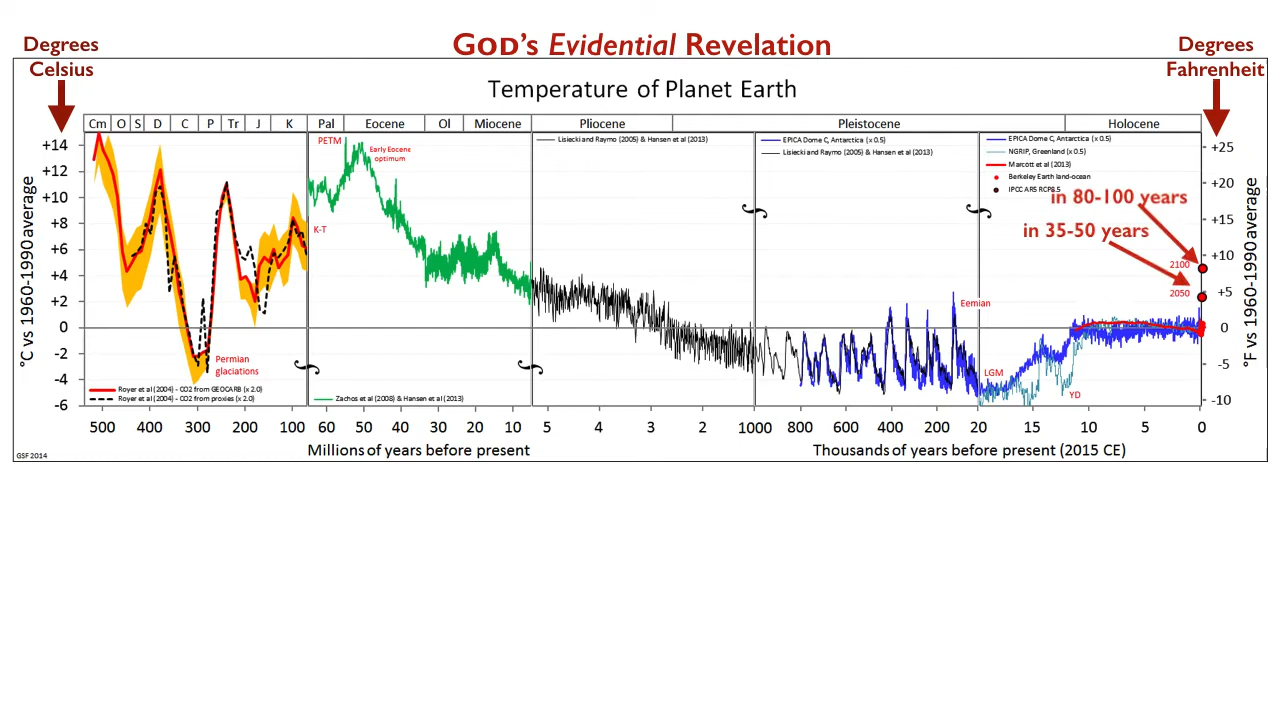 GOD's Evidential Revelation
Degrees Celsius
Degrees Fahrenheit
Temperature of Planet Earth
Cm O S D C P Tr J K Pal Eocene Ol Miocene Pliocene Pleistocene Holocene
°C vs 1960-1990 average
+14
+12
+10
+8
+6
+4
+2
0
-2
-4
-6
PETM
Early Eocene
optimum
K-T
Permian
glaciations
Royer et al (2004) - CO2 from GEOCARB (x 2.0)
Royer et al (2004) - CO2 from proxies (x 2.0)
Zachos et al (2008) & Hansen et al (2013)
Lisiecki and Raymo (2005) & Hansen et al (2013)
EPICA Dome C, Antarctica (x 0.5)
Lisiecki and Raymo (2005) & Hansen et al (2013)
Eemian
EPICA Dome C, Antarctica (x 0.5)
NGRIP, Greenland (x 0.5)
Marcott et al (2013)
Berkeley Earth land-ocean
IPCC AR5 RCP8.5
in 80-100 years
in 35-50 years
2100
2050
LGM
YD
+25
+20
+15
+10
+5
0
-5
-10
°F vs 1960-1990 average
500 400 300 200 100 60 50 40 30 20 10 5 4 3 2 1000 800 600 400 200 20 15 10 5 0
Millions of years before present
Thousands of years before present (2015 CE)
GSF 2014